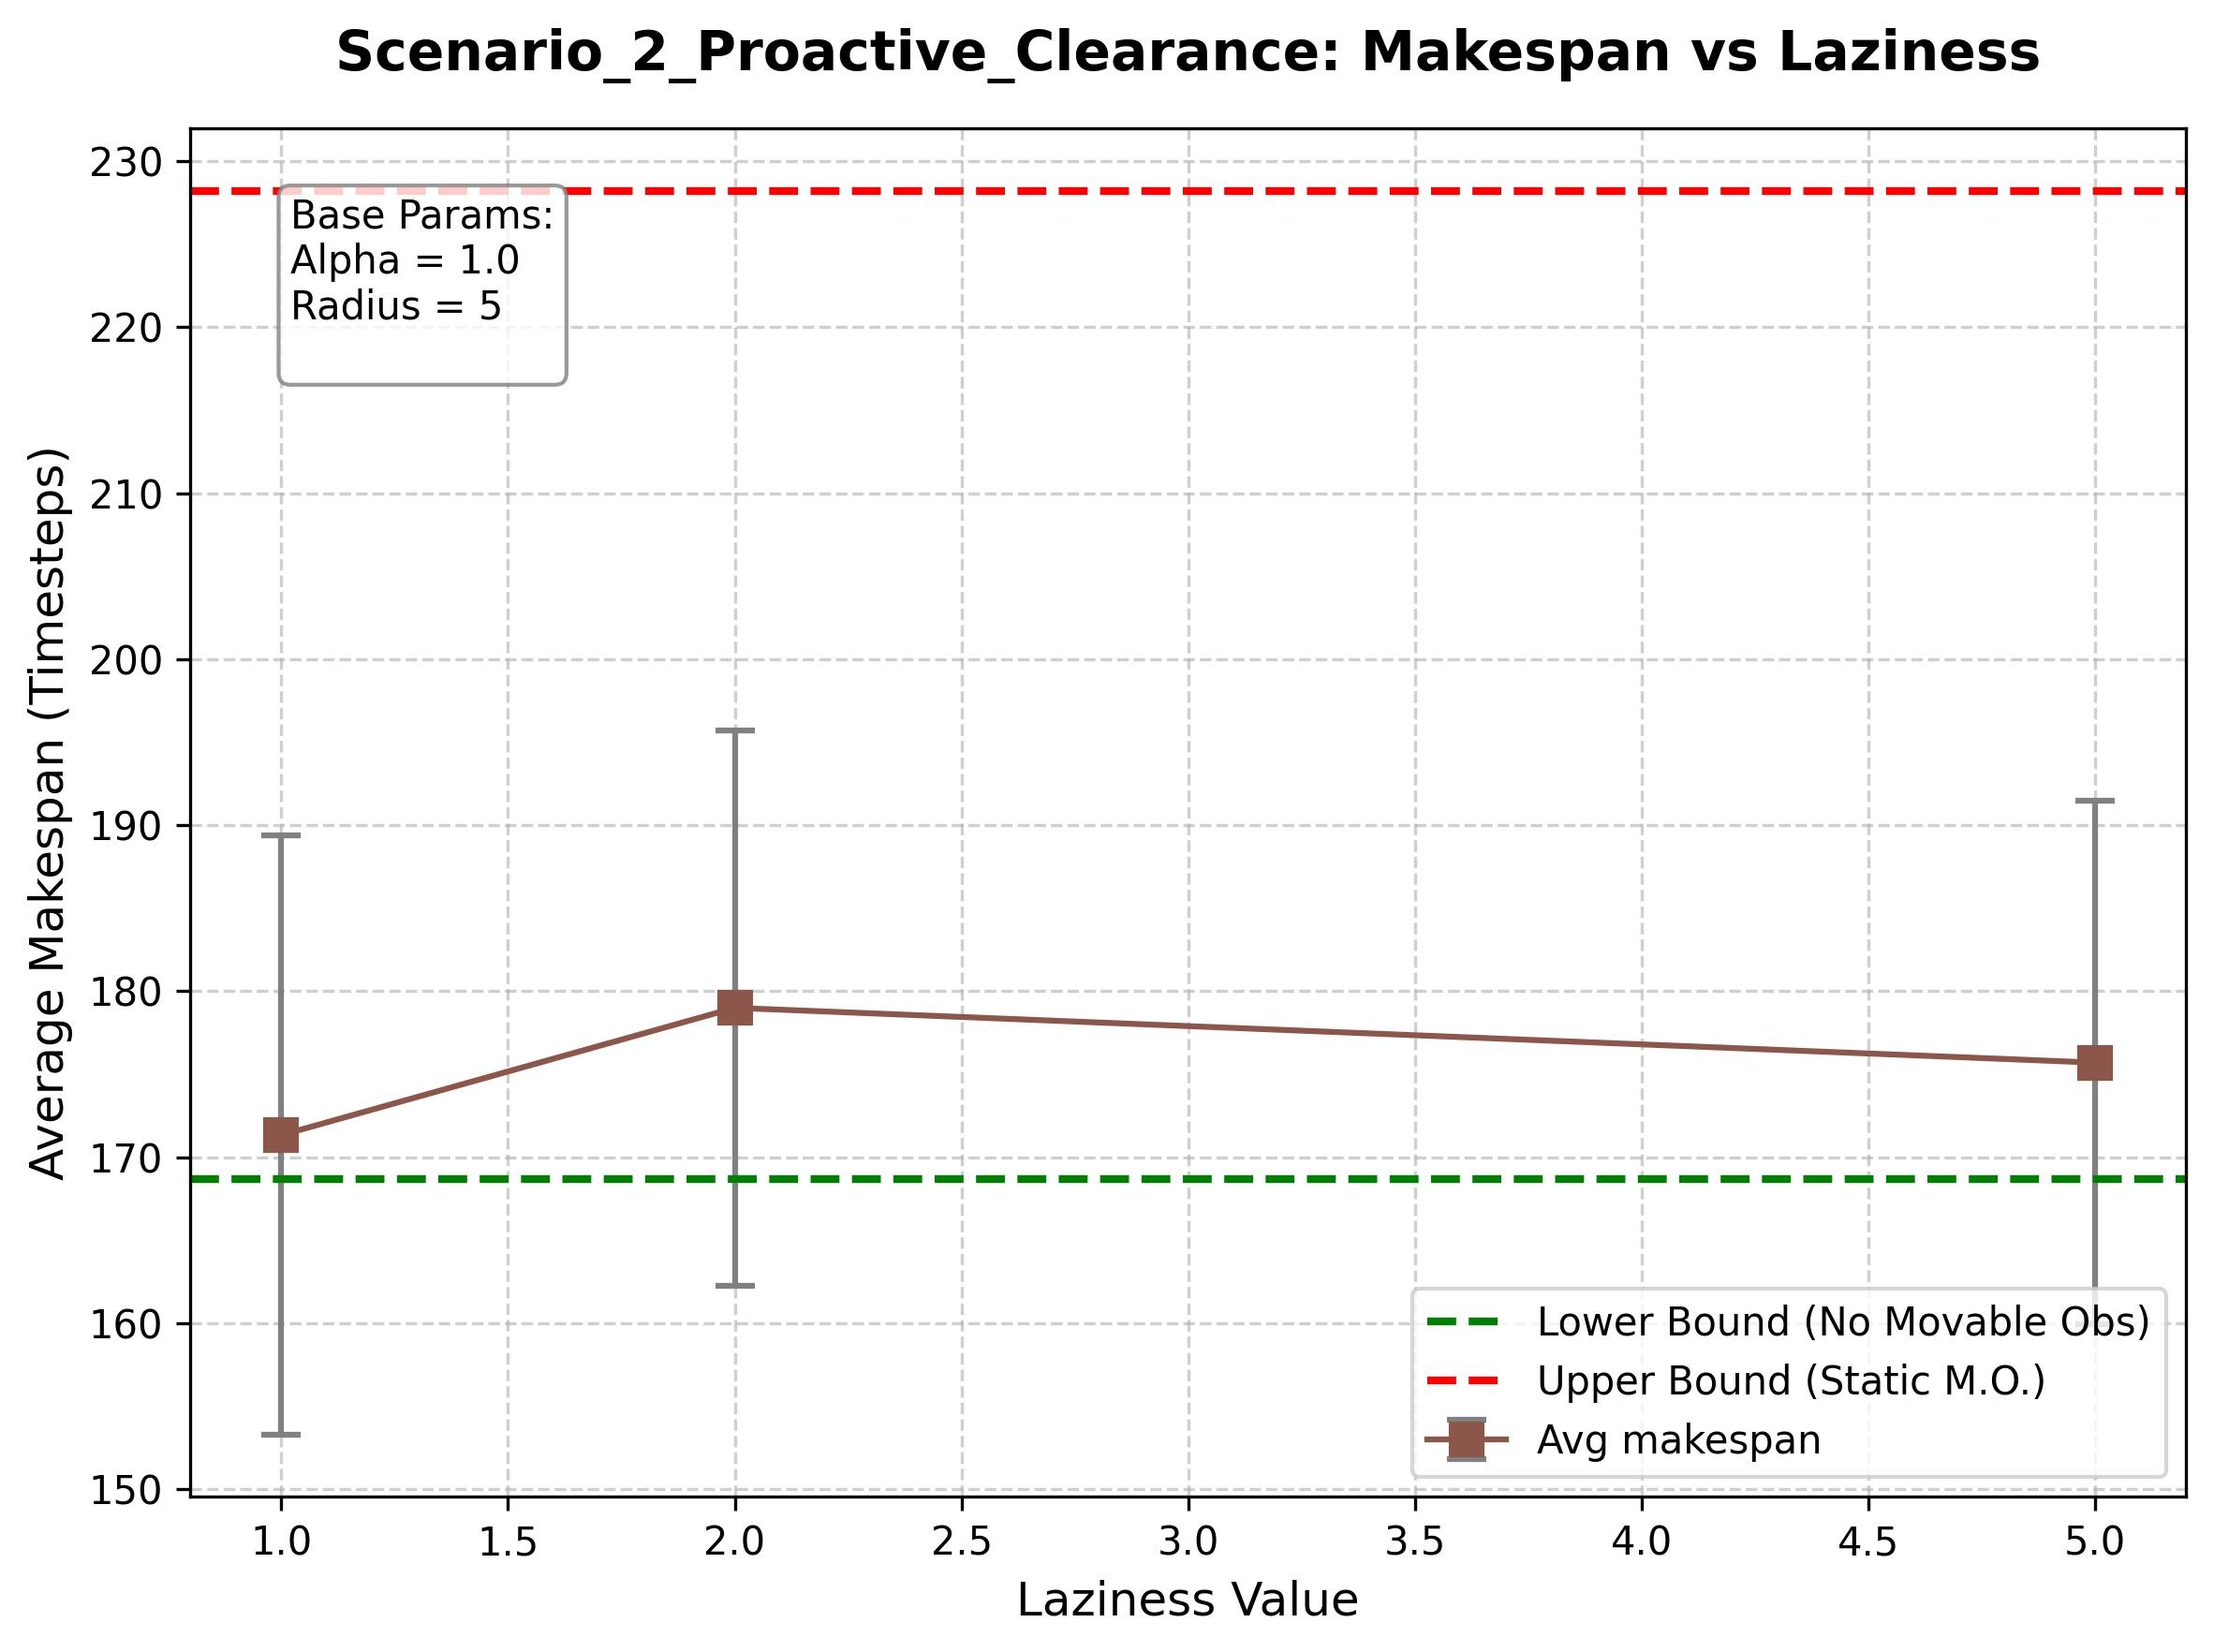 Scenario_2_Proactive_Clearance: Makespan vs Laziness
Average Makespan (Timesteps)
230
220
210
200
190
180
170
160
150
Base Params:
Alpha = 1.0
Radius = 5
Lower Bound (No Movable Obs)
Upper Bound (Static M.O.)
Avg makespan
1.0 1.5 2.0 2.5 3.0 3.5 4.0 4.5 5.0
Laziness Value